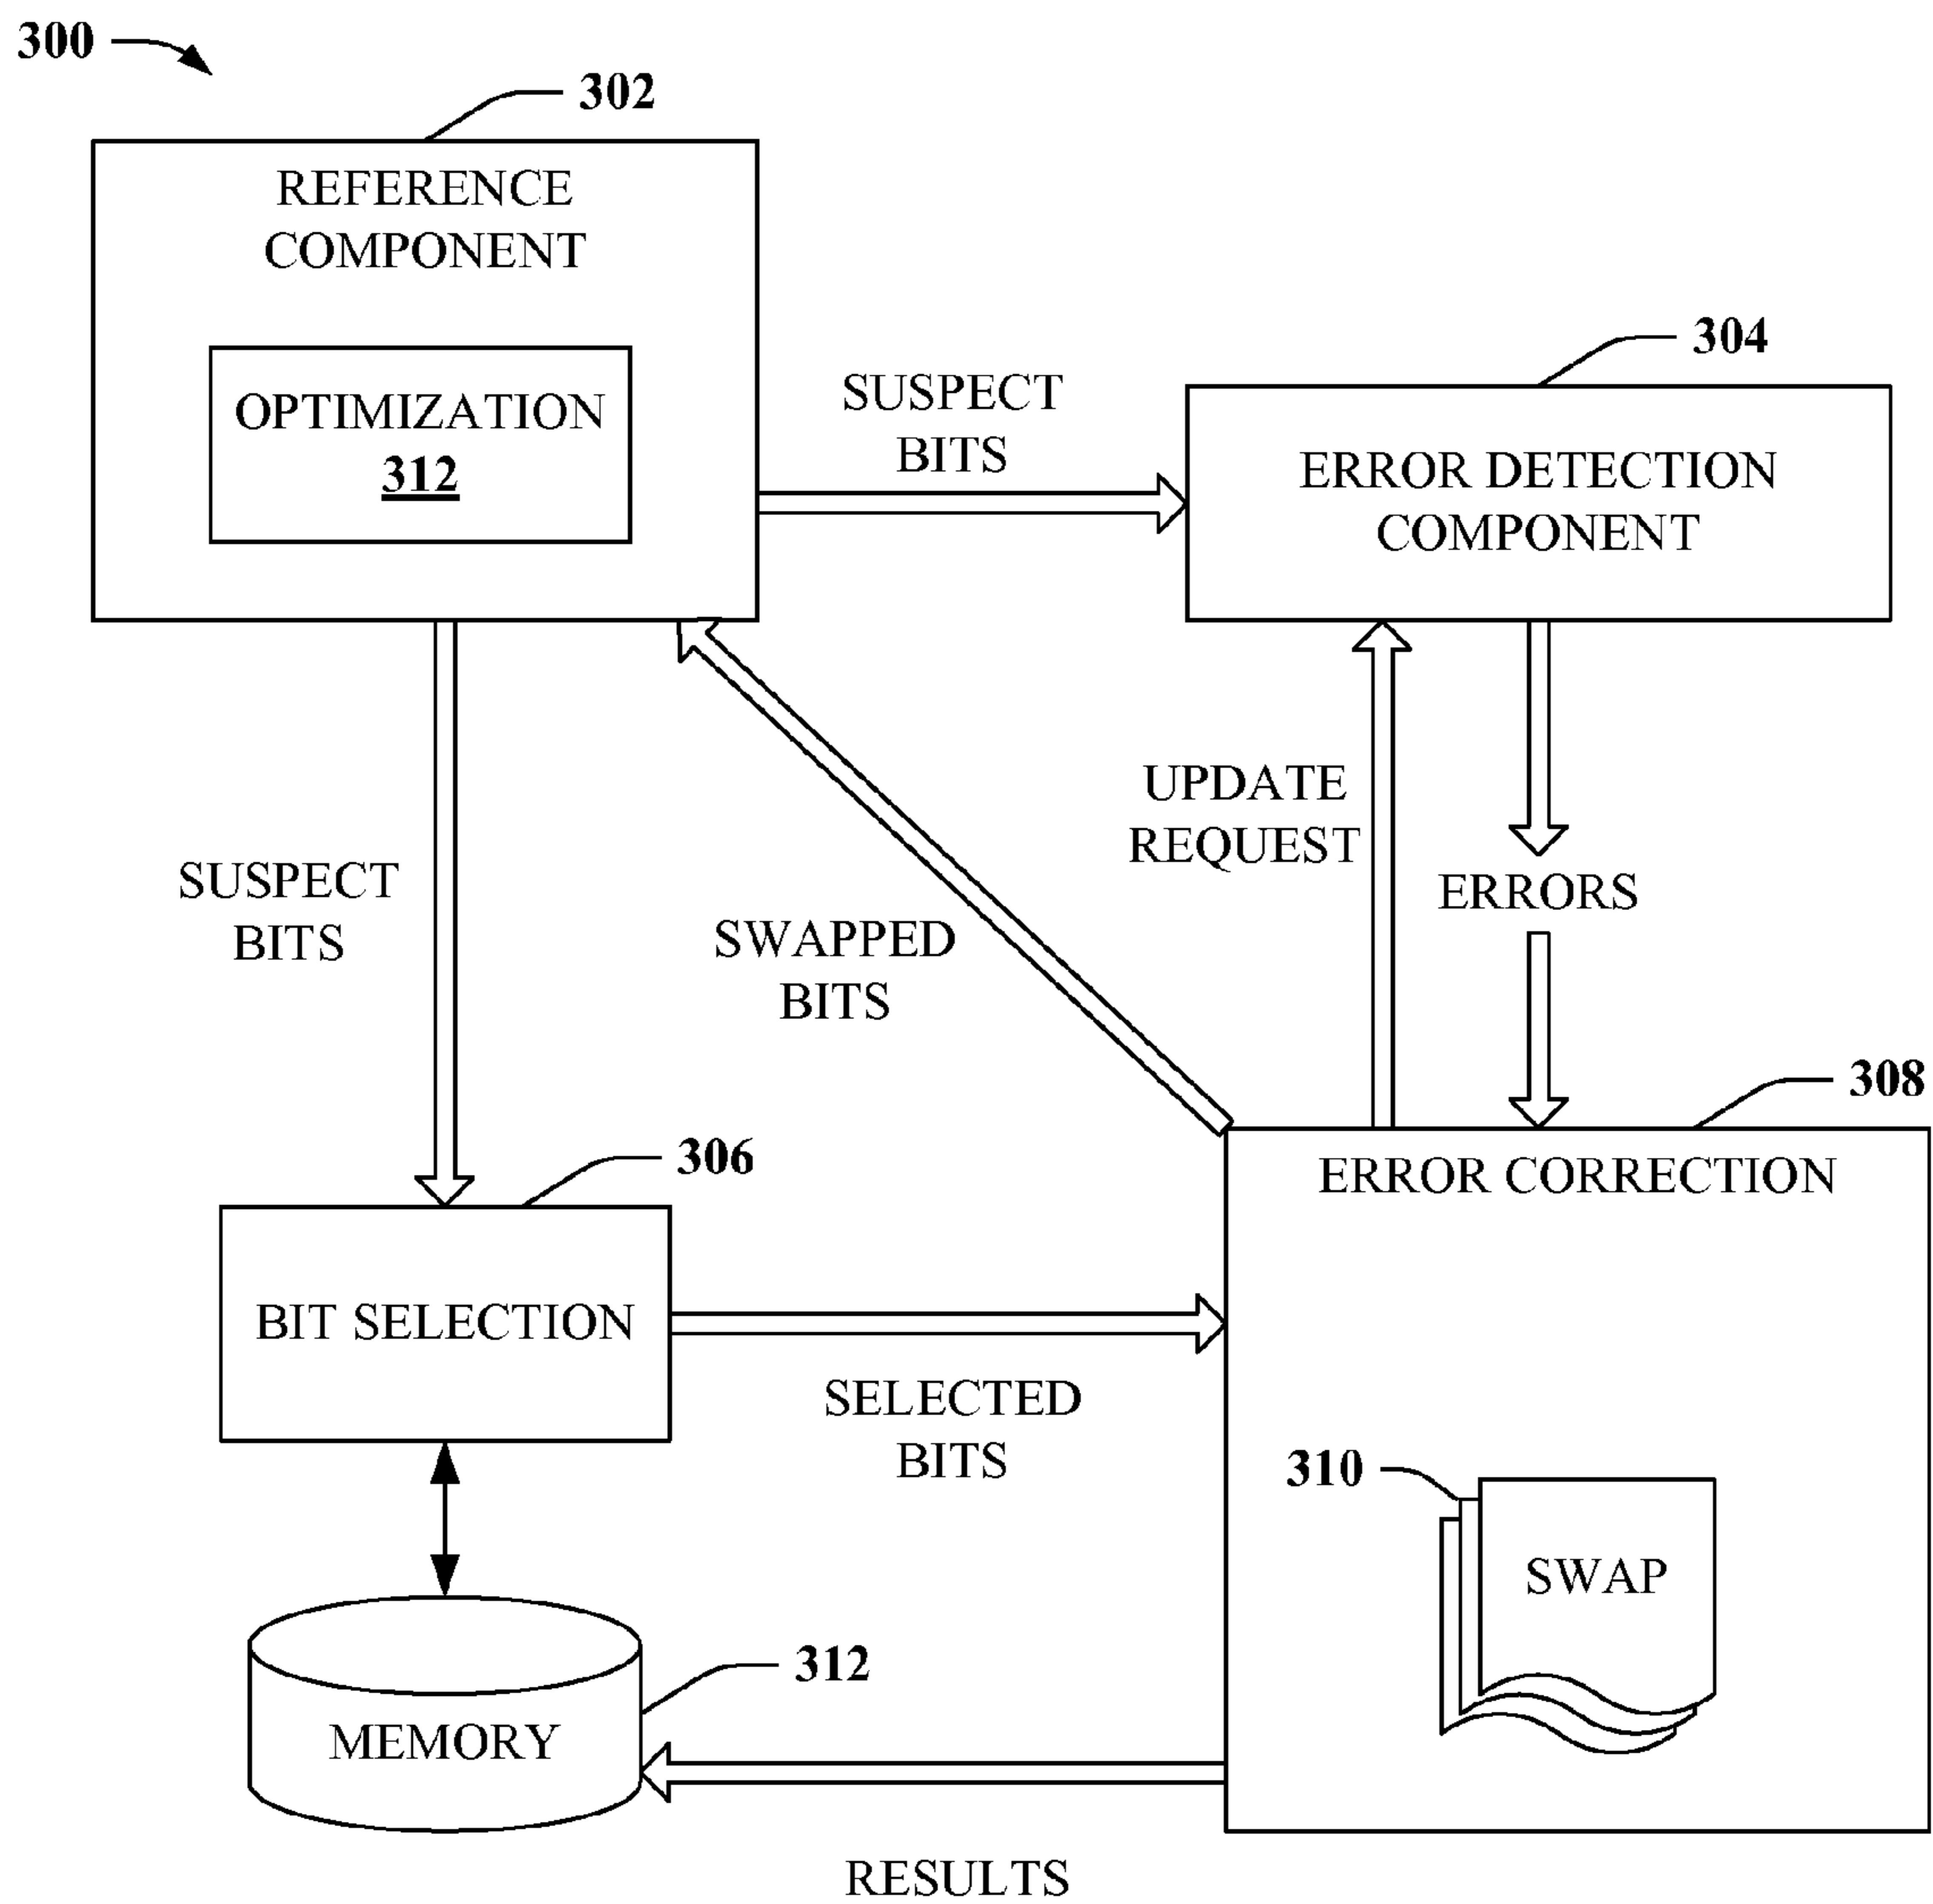 300
302
REFERENCE
COMPONENT
OPTIMIZATION
312
SUSPECT
BITS
304
ERROR DETECTION
COMPONENT
SUSPECT
BITS
SWAPPED
BITS
UPDATE
REQUEST
ERRORS
306
BIT SELECTION
SELECTED
BITS
308
ERROR CORRECTION
310
SWAP
312
MEMORY
RESULTS